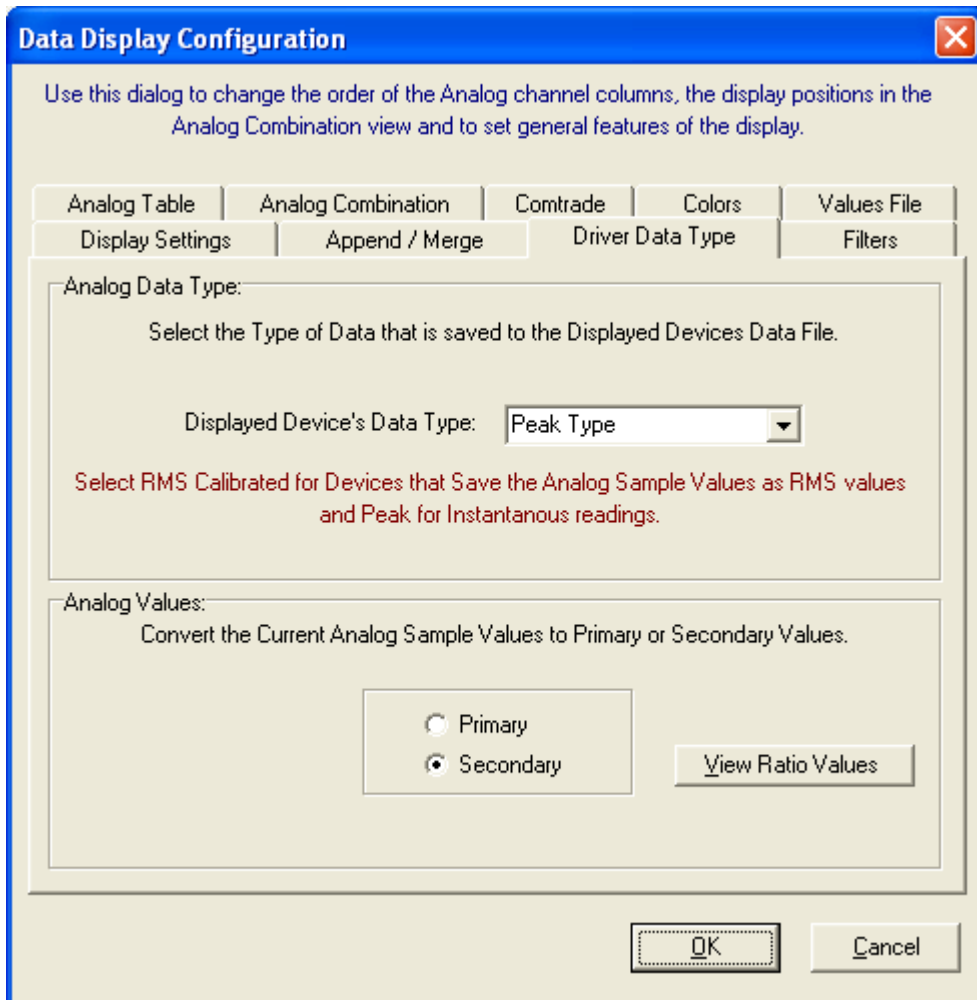 Data Display Configuration
Use this dialog to change the order of the Analog channel columns, the display positions in the
Analog Combination view and to set general features of the display.
Analog Table
Analog Combination
Comtrade
Colors
Values File
Display Settings
Append / Merge
Driver Data Type
Filters
Analog Data Type:
Select the Type of Data that is saved to the Displayed Devices Data File.
Displayed Device's Data Type:
Peak Type
Select RMS Calibrated for Devices that Save the Analog Sample Values as RMS values
and Peak for Instantanous readings.
Analog Values:
Convert the Current Analog Sample Values to Primary or Secondary Values.
Primary
Secondary
View Ratio Values
OK
Cancel